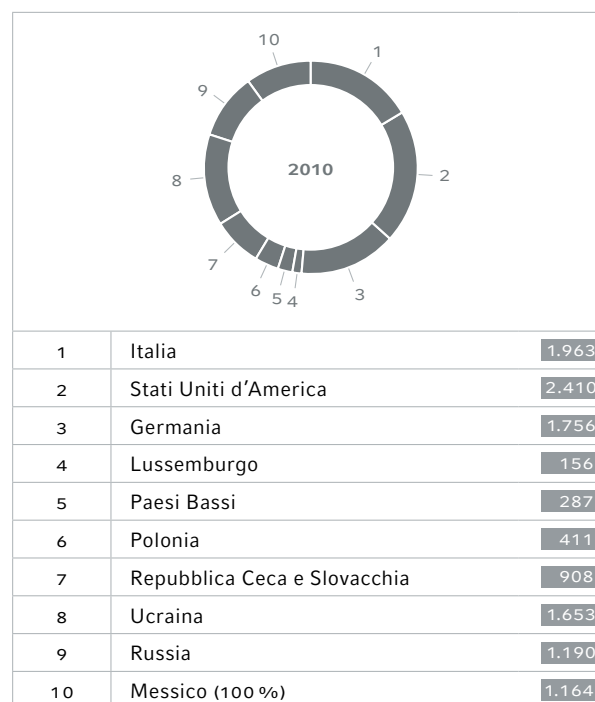 10
1
9
2010
2
8
7
6
5
4
3
1 Italia 1.963
2 Stati Uniti d’America 2.410
3 Germania 1.756
4 Lussemburgo 156
5 Paesi Bassi 287
6 Polonia 411
7 Repubblica Ceca e Slovacchia 908
8 Ucraina 1.653
9 Russia 1.190
10 Messico (100 %) 1.164